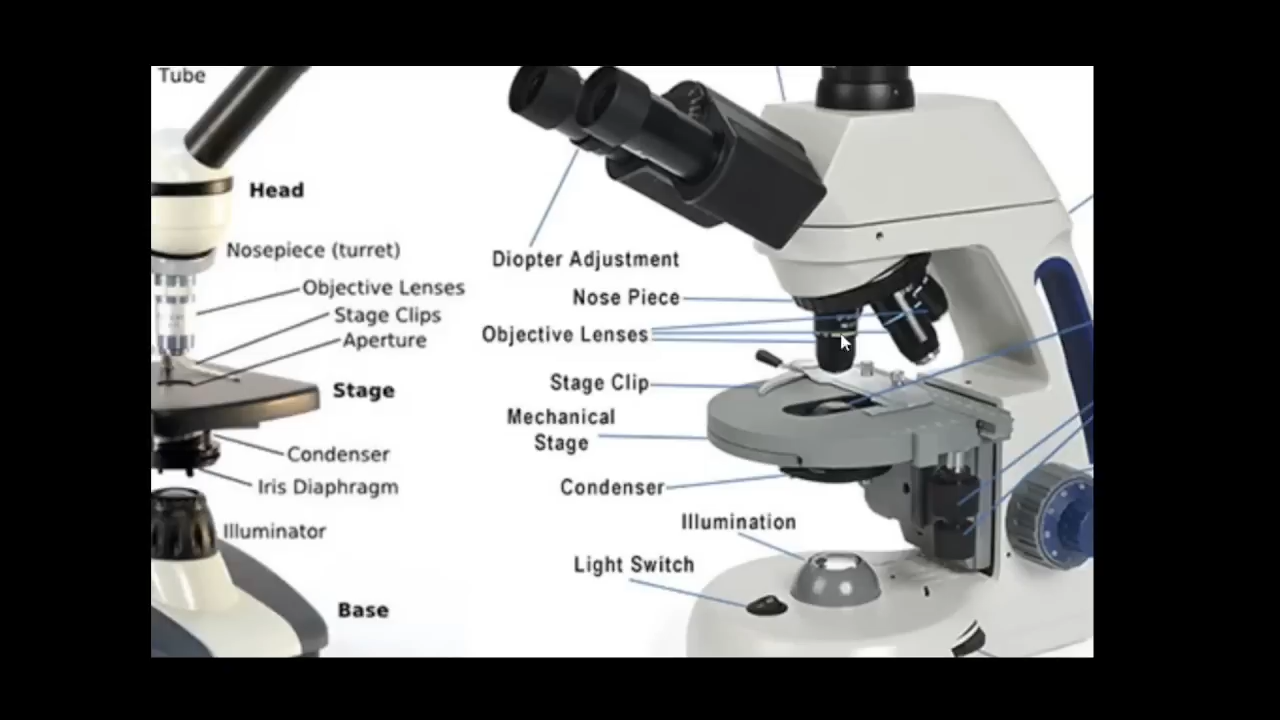 Tube
Head
Nosepiece (turret)
Objective Lenses
Stage Clips
Aperture
Stage
Condenser
Iris Diaphragm
Illuminator
Base
Diopter Adjustment
Nose Piece
Objective Lenses
Stage Clip
Mechanical
Stage
Condenser
Illumination
Light Switch